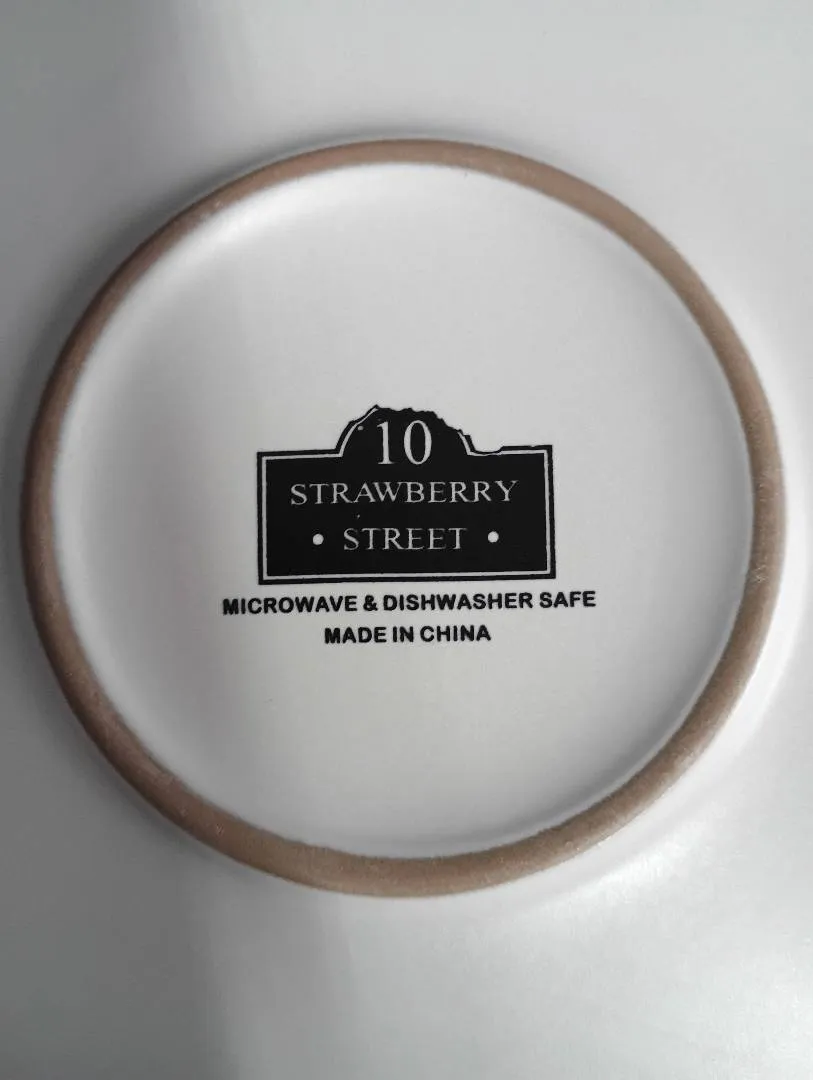 10
STRAWBERRY
• STREET •
MICROWAVE & DISHWASHER SAFE
MADE IN CHINA